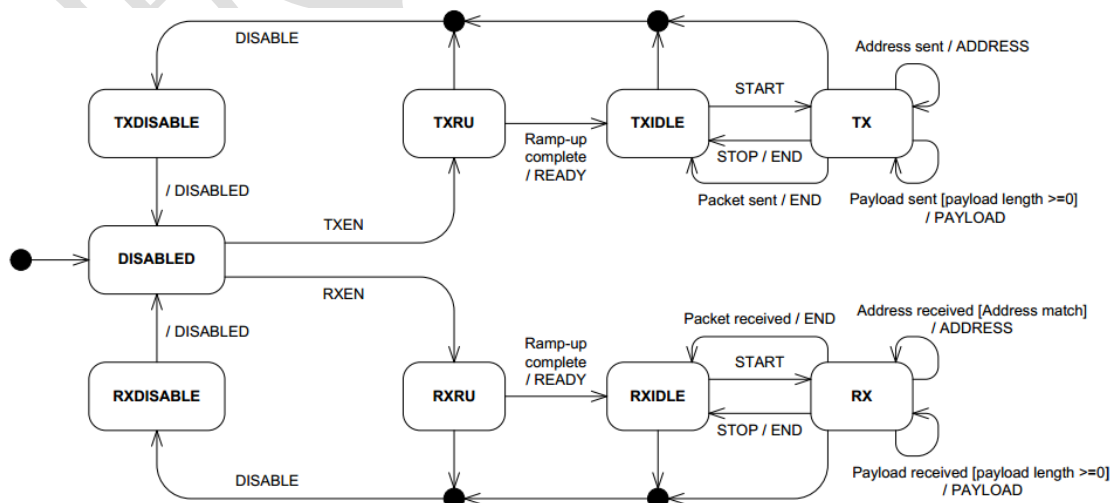 DISABLE
Address sent / ADDRESS
START
TXDISABLE
TXRU
TXIDLE
TX
Ramp-up
complete
/ READY
STOP / END
/ DISABLED
Packet sent / END
Payload sent [payload length >=0]
/ PAYLOAD
TXEN
DISABLED
RXEN
Address received [Address match]
/ ADDRESS
Packet received / END
/ DISABLED
Ramp-up
complete
/ READY
START
RXDISABLE
RXRU
RXIDLE
RX
STOP / END
DISABLE
Payload received [payload length >=0]
/ PAYLOAD